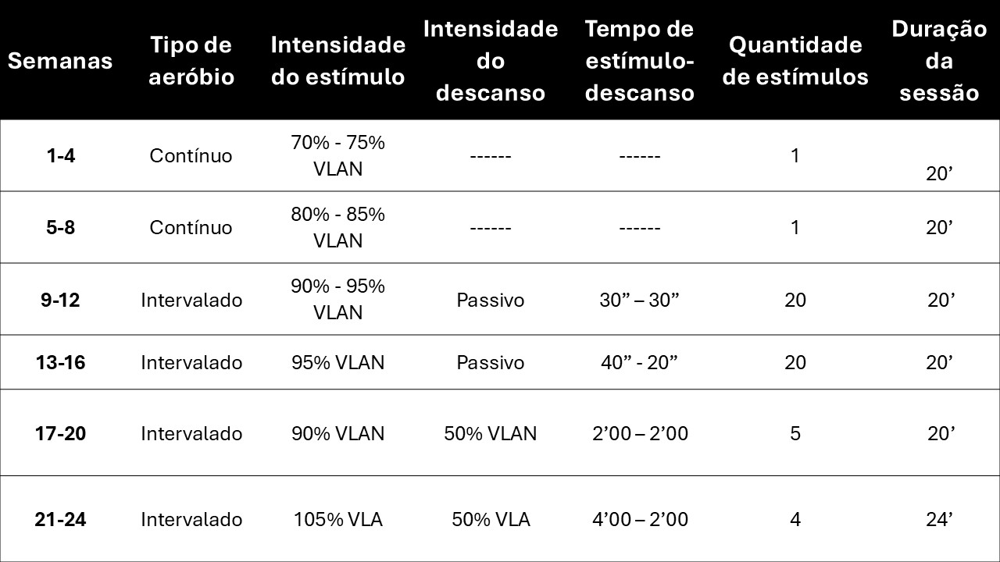 Semanas
Tipo de
aeróbio
Intensidade
do estímulo
Intensidade
do
descanso
Tempo de
estímulo-
descanso
Quantidade
de estímulos
Duração
da
sessão
1-4
Contínuo
70% - 75%
VLAN
------
------
1
20’
5-8
Contínuo
80% - 85%
VLAN
------
------
1
20’
9-12
Intervalado
90% - 95%
VLAN
Passivo
30” – 30”
20
20’
13-16
Intervalado
95% VLAN
Passivo
40” - 20”
20
20’
17-20
Intervalado
90% VLAN
50% VLAN
2’00 – 2’00
5
20’
21-24
Intervalado
105% VLA
50% VLA
4’00 – 2’00
4
24’